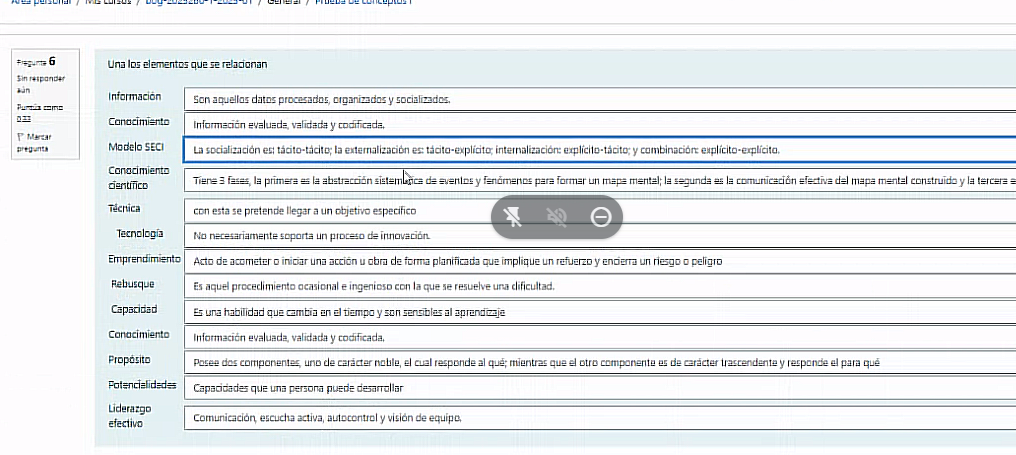 Área personal / Mis cursos / / General / Prueba de conceptos I
Pregunta 6
Sin responder
aún
Puntúa como
0.33
Marcar
pregunta
Una los elementos que se relacionan
Información Son aquellos datos procesados, organizados y socializados.
Conocimiento Información evaluada, validada y codificada.
Modelo SECI La socialización es: tácito-tácito; la externalización es: tácito-explícito; internalización: explícito-tácito; y combinación: explícito-explícito.
Conocimiento
científico Tiene 3 fases, la primera es la abstracción sistemática de eventos y fenómenos para formar un mapa mental; la segunda es la comunicación efectiva del mapa mental construido y la tercera e
Técnica con esta se pretende llegar a un objetivo específico
Tecnología No necesariamente soporta un proceso de innovación.
Emprendimiento Acto de acometer o iniciar una acción u obra de forma planificada que implique un refuerzo y encierra un riesgo o peligro
Rebusque Es aquel procedimiento ocasional e ingenioso con la que se resuelve una dificultad.
Capacidad Es una habilidad que cambia en el tiempo y son sensibles al aprendizaje
Conocimiento Información evaluada, validada y codificada.
Propósito Posee dos componentes, uno de carácter noble, el cual responde al qué; mientras que el otro componente es de carácter trascendente y responde el para qué
Potencialidades Capacidades que una persona puede desarrollar
Liderazgo
efectivo Comunicación, escucha activa, autocontrol y visión de equipo.